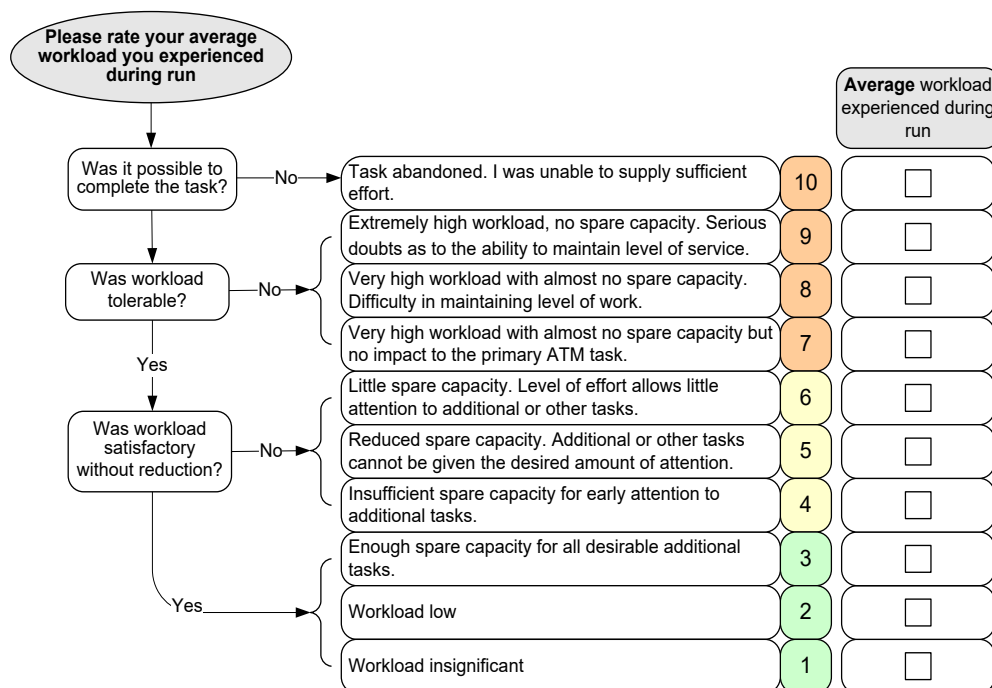 Please rate your average
workload you experienced
during run
Average workload
experienced during
run
Was it possible to
complete the task?
No
Task abandoned. I was unable to supply sufficient
effort.
10
Extremely high workload, no spare capacity. Serious
doubts as to the ability to maintain level of service.
9
Was workload
tolerable?
No
Very high workload with almost no spare capacity.
Difficulty in maintaining level of work.
8
Very high workload with almost no spare capacity but
no impact to the primary ATM task.
7
Yes
Little spare capacity. Level of effort allows little
attention to additional or other tasks.
6
Was workload
satisfactory
without reduction?
No
Reduced spare capacity. Additional or other tasks
cannot be given the desired amount of attention.
5
Insufficient spare capacity for early attention to
additional tasks.
4
Enough spare capacity for all desirable additional
tasks.
3
Yes
Workload low
2
Workload insignificant
1